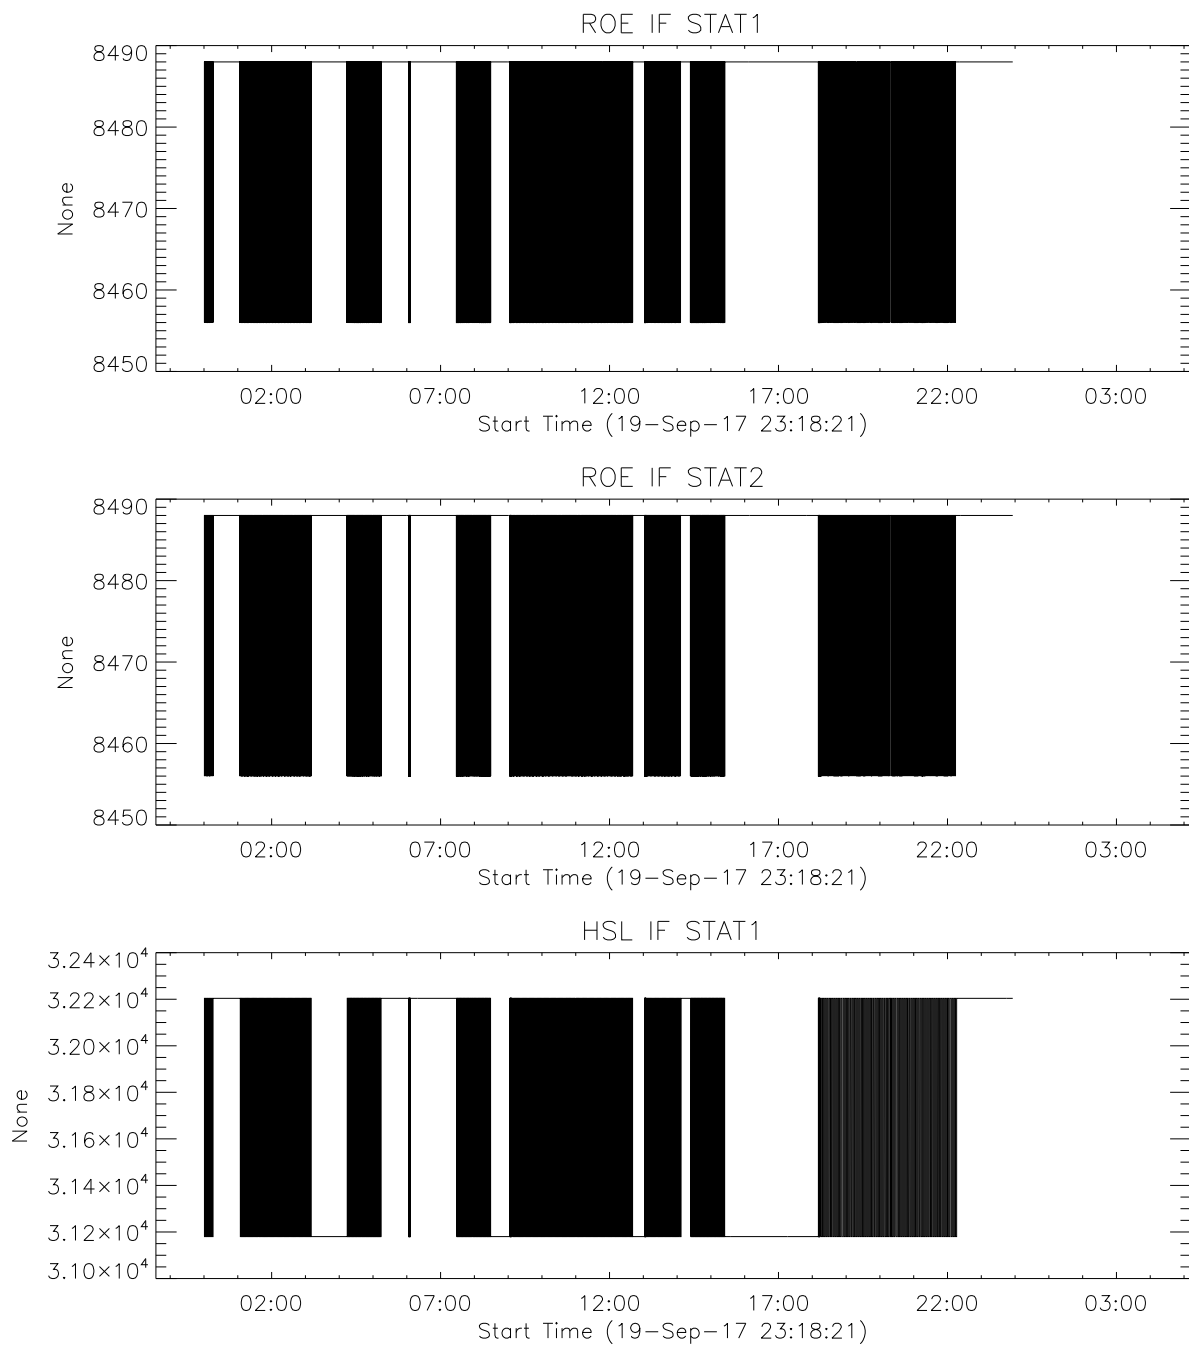 ROE IF STAT1
8490
8480
8470
8460
8450
None
02:00 07:00 12:00 17:00 22:00 03:00
Start Time (19-Sep-17 23:18:21)
ROE IF STAT2
8490
8480
8470
8460
8450
None
02:00 07:00 12:00 17:00 22:00 03:00
Start Time (19-Sep-17 23:18:21)
HSL IF STAT1
3.24×10⁴
3.22×10⁴
3.20×10⁴
3.18×10⁴
3.16×10⁴
3.14×10⁴
3.12×10⁴
3.10×10⁴
None
02:00 07:00 12:00 17:00 22:00 03:00
Start Time (19-Sep-17 23:18:21)